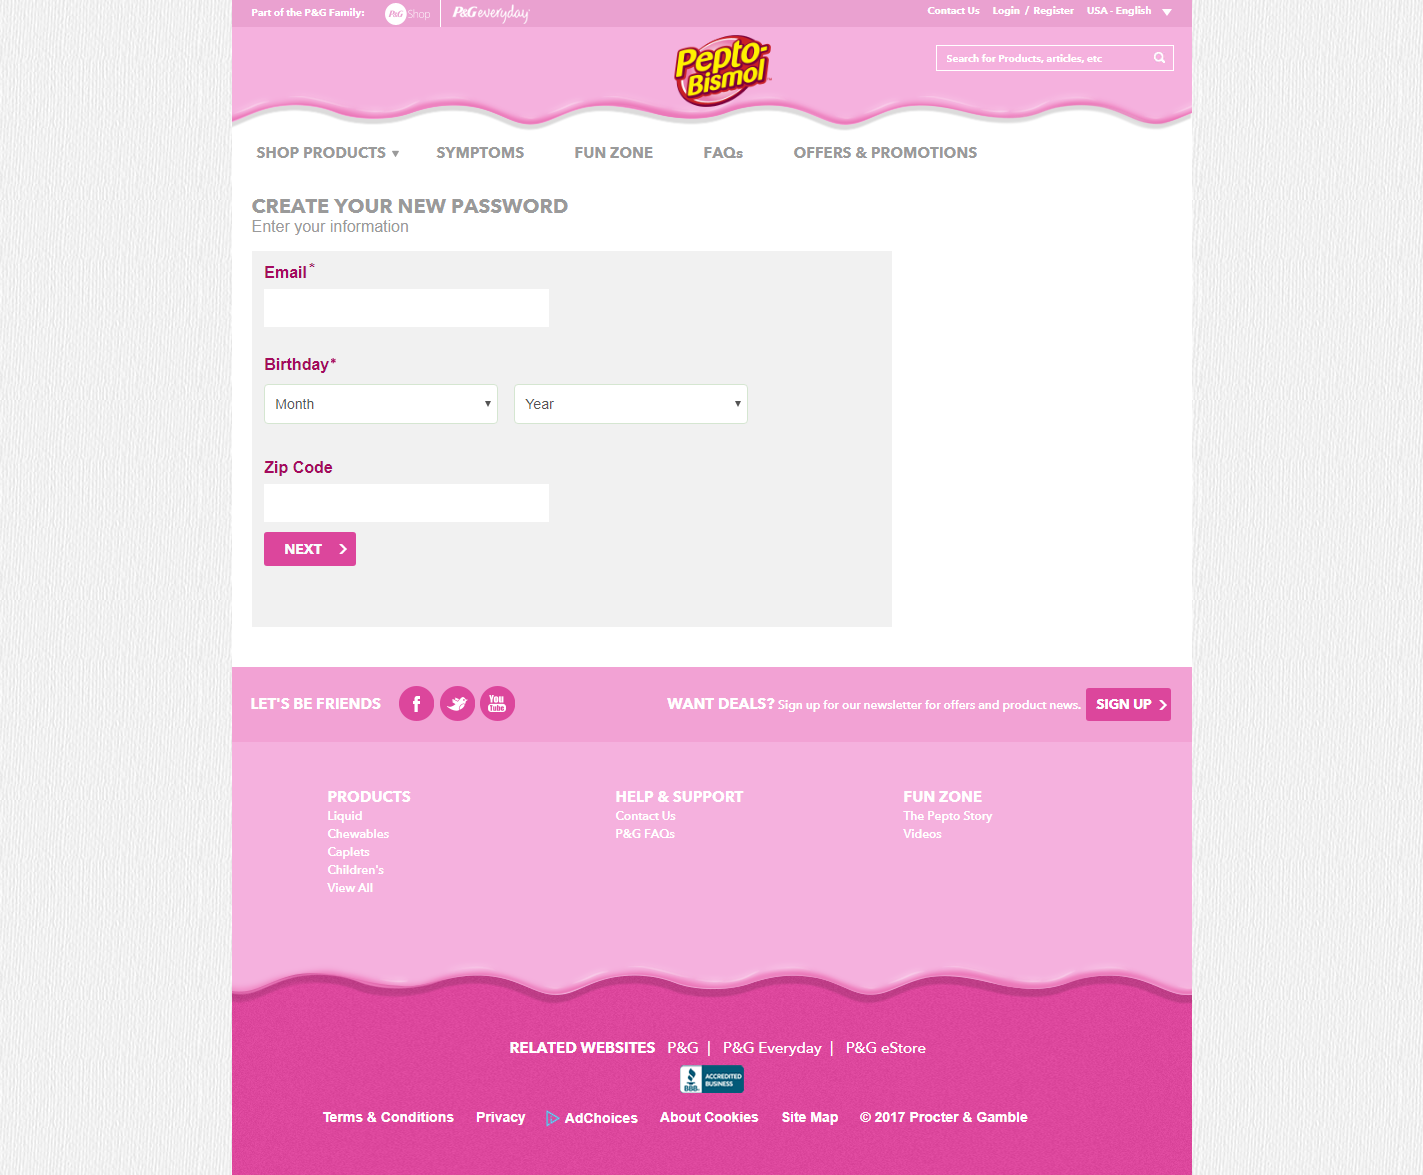 Part of the P&G Family: P&G Shop P&G everyday
Contact Us Login / Register USA - English
Pepto-
Bismol
Search for Products, articles, etc
SHOP PRODUCTS SYMPTOMS FUN ZONE FAQs OFFERS & PROMOTIONS
CREATE YOUR NEW PASSWORD
Enter your information
Email*
Birthday*
Month Year
Zip Code
NEXT
LET'S BE FRIENDS f You Tube WANT DEALS? Sign up for our newsletter for offers and product news. SIGN UP
PRODUCTS
Liquid
Chewables
Caplets
Children's
View All
HELP & SUPPORT
Contact Us
P&G FAQs
FUN ZONE
The Pepto Story
Videos
RELATED WEBSITES P&G | P&G Everyday | P&G eStore
BBB ACCREDITED
BUSINESS
Terms & Conditions Privacy AdChoices About Cookies Site Map © 2017 Procter & Gamble